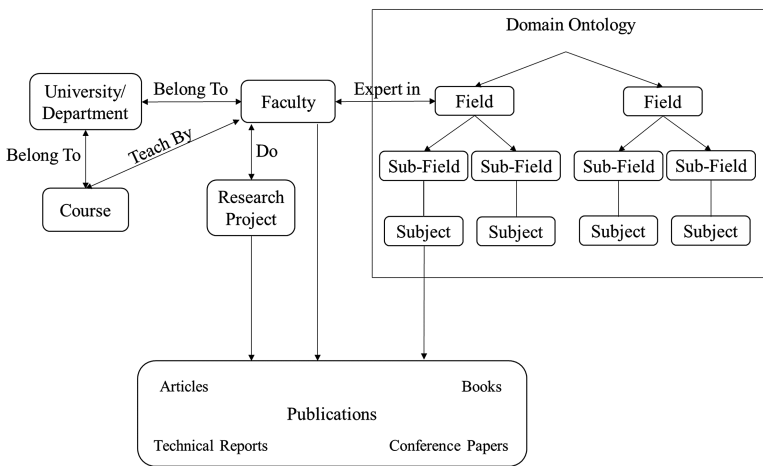 Domain Ontology
University/
Department
Belong To
Faculty
Expert in
Field
Field
Belong To
Teach By
Do
Sub-Field
Sub-Field
Sub-Field
Sub-Field
Course
Research
Project
Subject
Subject
Subject
Subject
Articles
Books
Publications
Technical Reports
Conference Papers